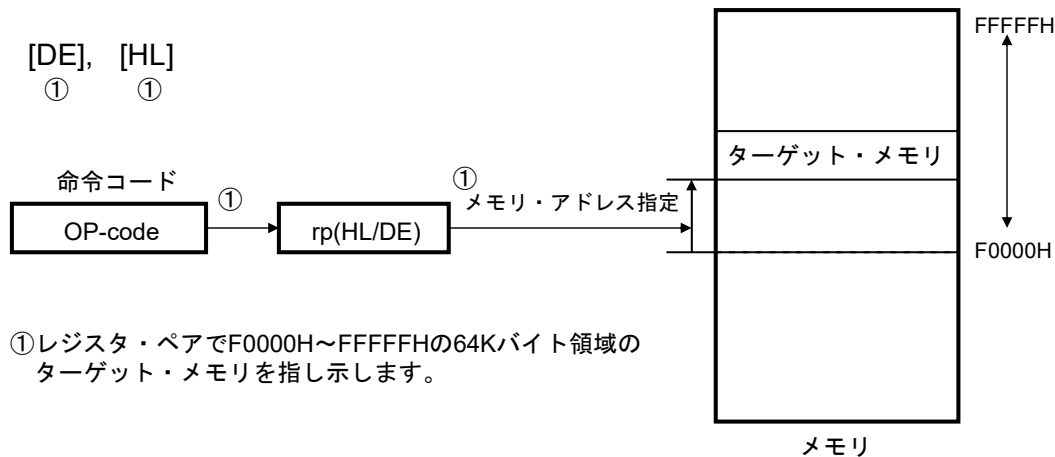 FFFFFH
[DE], [HL]
① ①
ターゲット・メモリ
命令コード
①
①
メモリ・アドレス指定
OP-code
rp(HL/DE)
F0000H
①レジスタ・ペアでF0000H～FFFFFHの64Kバイト領域の
ターゲット・メモリを指し示します。
メモリ